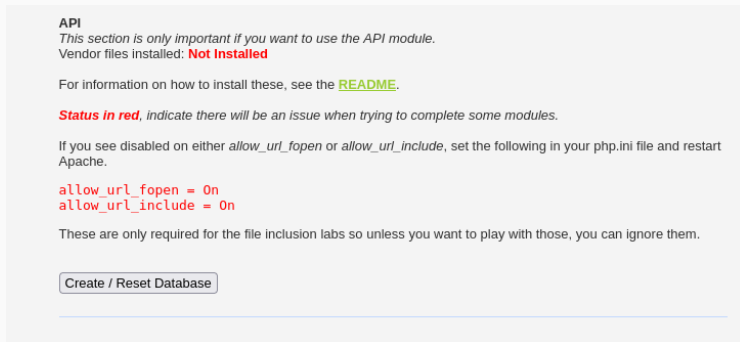 API
This section is only important if you want to use the API module.
Vendor files installed: Not Installed
For information on how to install these, see the README.
Status in red, indicate there will be an issue when trying to complete some modules.
If you see disabled on either allow_url_fopen or allow_url_include, set the following in your php.ini file and restart
Apache.
allow_url_fopen = On
allow_url_include = On
These are only required for the file inclusion labs so unless you want to play with those, you can ignore them.
Create / Reset Database